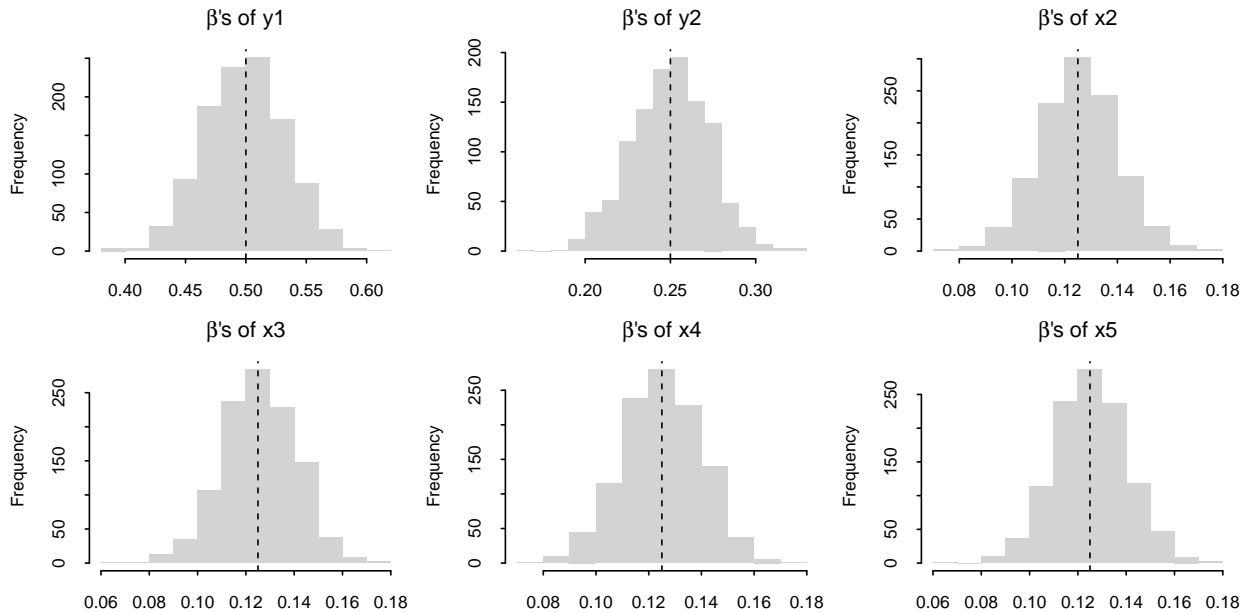 β's of y1
Frequency
0 50 100 200
0.40 0.45 0.50 0.55 0.60
β's of y2
Frequency
0 50 100 150 200
0.20 0.25 0.30
β's of x2
Frequency
0 50 150 250
0.08 0.10 0.12 0.14 0.16 0.18
β's of x3
Frequency
0 50 150 250
0.06 0.08 0.10 0.12 0.14 0.16 0.18
β's of x4
Frequency
0 50 150 250
0.08 0.10 0.12 0.14 0.16 0.18
β's of x5
Frequency
0 50 150 250
0.06 0.08 0.10 0.12 0.14 0.16 0.18